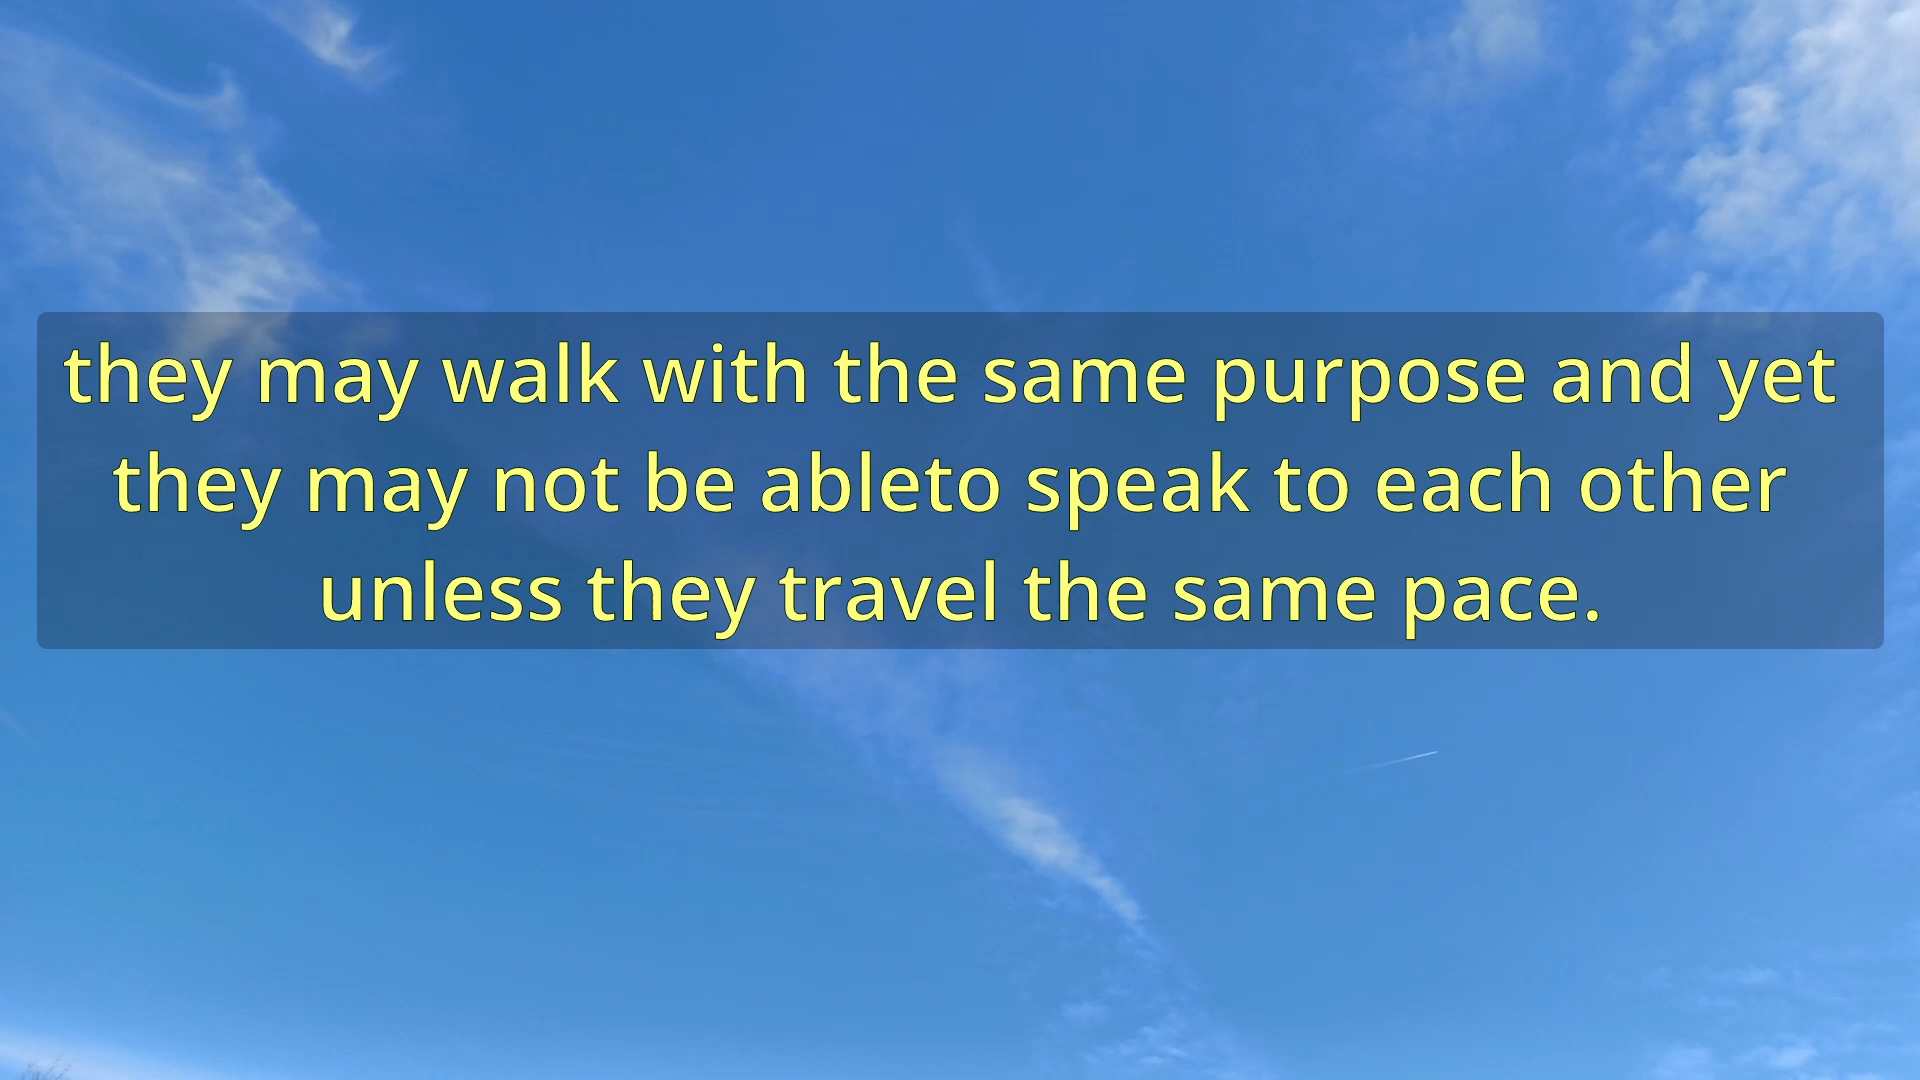 they may walk with the same purpose and yet
they may not be ableto speak to each other
unless they travel the same pace.